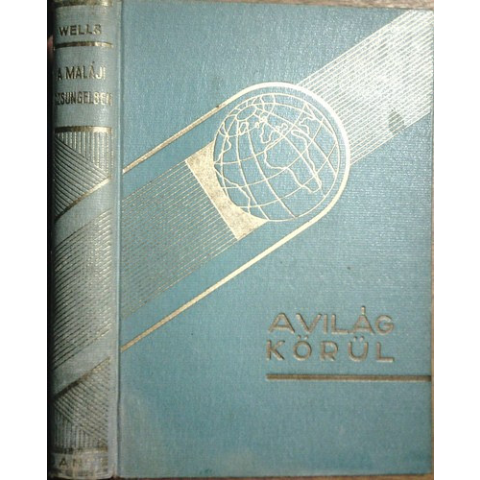 WELLS
A MALÁJI
DZSUNGELBEN
A VILÁG
KÖRÜL